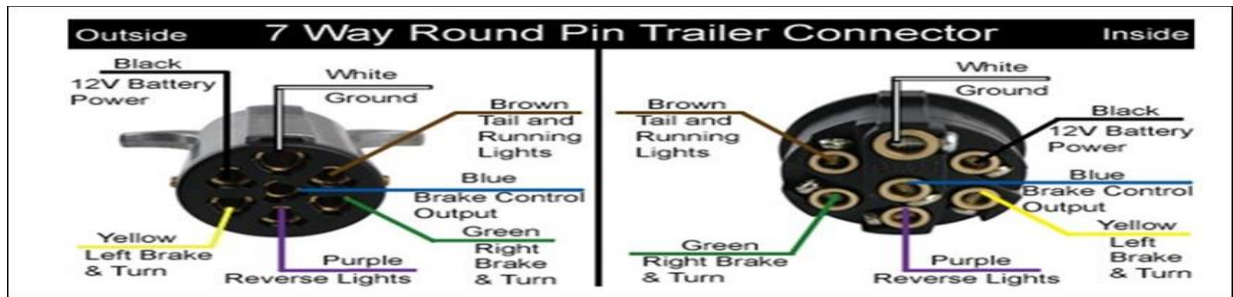 Outside 7 Way Round Pin Trailer Connector Inside
Black
12V Battery
Power
White
Ground
Brown
Tail and
Running
Lights
Blue
Brake Control
Output
Green
Right
Brake
& Turn
Yellow
Left Brake
& Turn
Purple
Reverse Lights
White
Ground
Brown
Tail and
Running
Lights
Black
12V Battery
Power
Blue
Brake Control
Output
Yellow
Left
Brake
& Turn
Green
Right Brake
& Turn
Purple
Reverse Lights